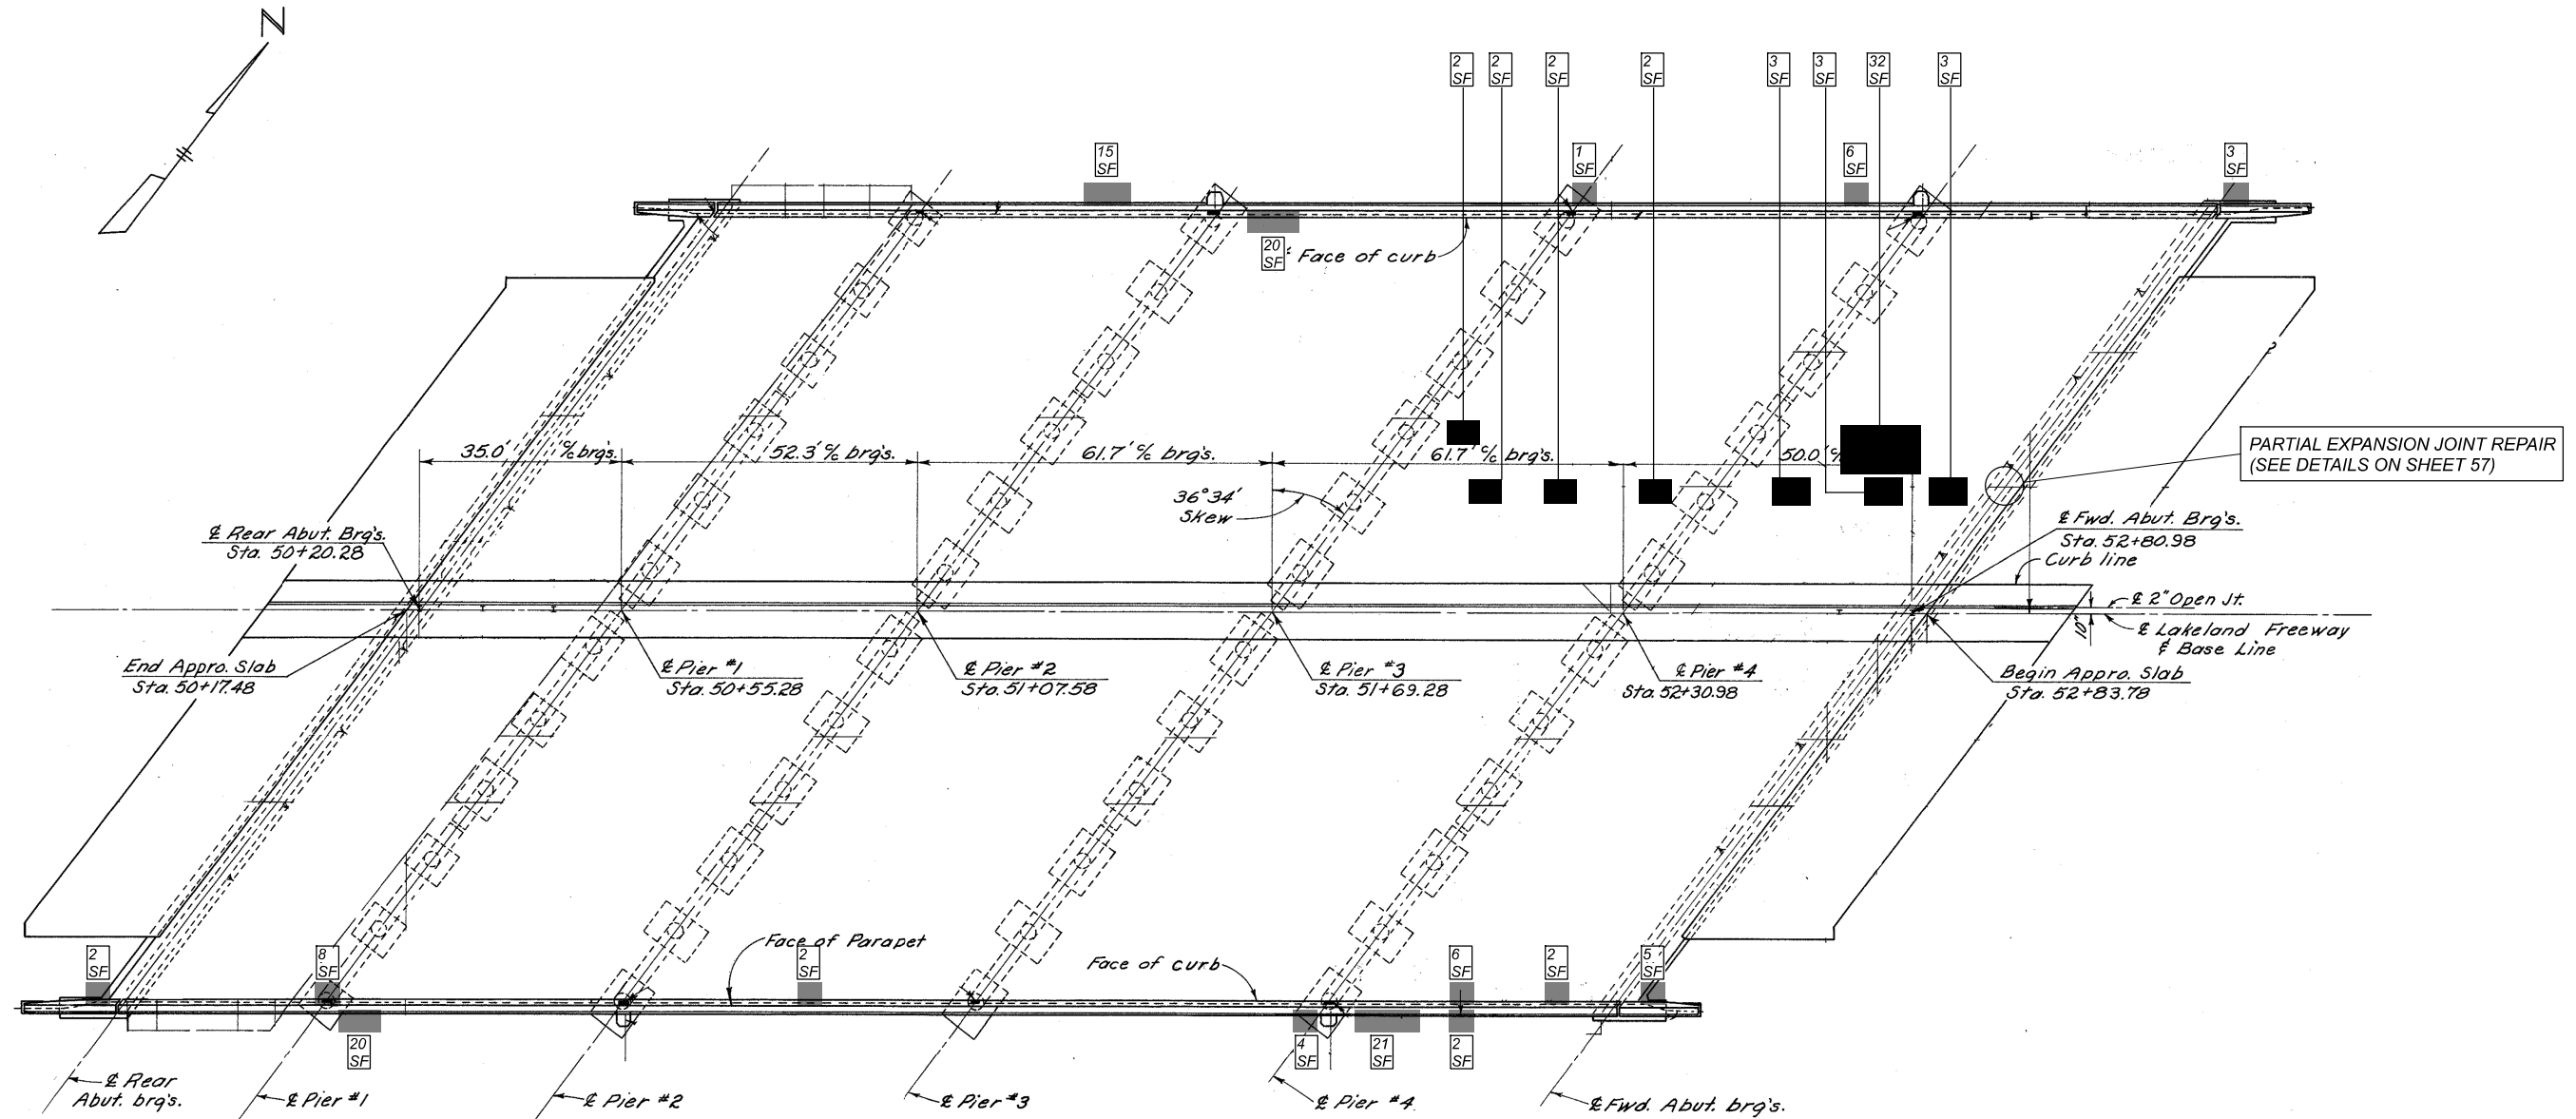 N
2 SF
2 SF
2 SF
2 SF
3 SF
3 SF
32 SF
3 SF
15 SF
1 SF
6 SF
3 SF
20 SF
Face of curb
PARTIAL EXPANSION JOINT REPAIR
(SEE DETAILS ON SHEET 57)
35.0' c/c brg's.
52.3' c/c brg's.
61.7' c/c brg's.
61.7' c/c brg's.
50.0'
36°34'
Skew
℄ Rear Abut. Brg's.
Sta. 50+20.28
℄ Fwd. Abut. Brg's.
Sta. 52+80.98
Curb line
℄ 2" Open Jt.
10"
℄ Lakeland Freeway
& Base Line
End Appro. Slab
Sta. 50+17.48
℄ Pier #1
Sta. 50+55.28
℄ Pier #2
Sta. 51+07.58
℄ Pier #3
Sta. 51+69.28
℄ Pier #4
Sta. 52+30.98
Begin Appro. Slab
Sta. 52+83.78
Face of Parapet
Face of curb
2 SF
8 SF
2 SF
6 SF
2 SF
5 SF
20 SF
4 SF
21 SF
2 SF
℄ Rear
Abut. brg's.
℄ Pier #1
℄ Pier #2
℄ Pier #3
℄ Pier #4
℄ Fwd. Abut. brg's.